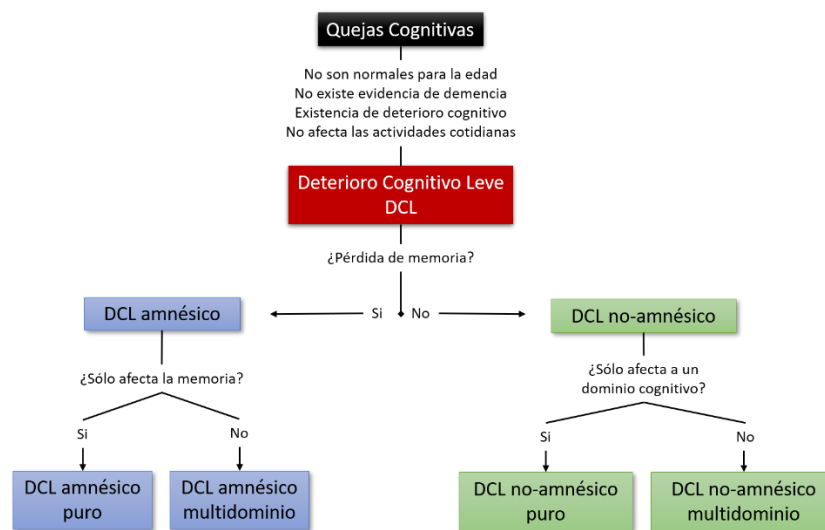 Quejas Cognitivas
No son normales para la edad
No existe evidencia de demencia
Existencia de deterioro cognitivo
No afecta las actividades cotidianas
Deterioro Cognitivo Leve
DCL
¿Pérdida de memoria?
DCL amnésico
Si
No
DCL no-amnésico
¿Sólo afecta la memoria?
Si
No
DCL amnésico
puro
DCL amnésico
multidominio
¿Sólo afecta a un
dominio cognitivo?
Si
No
DCL no-amnésico
puro
DCL no-amnésico
multidominio